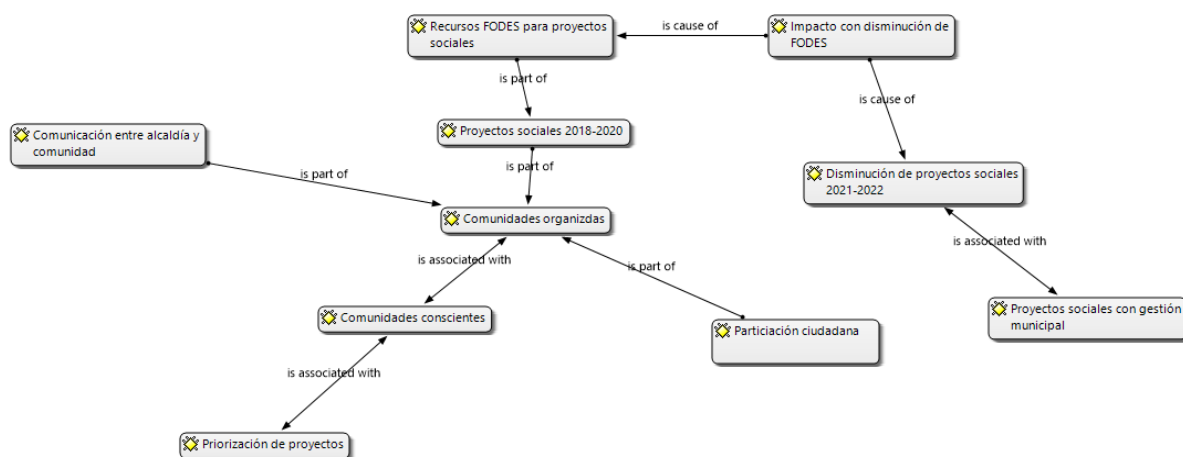 Recursos FODES para proyectos
sociales
is cause of
Impacto con disminución de
FODES
is part of
is cause of
Comunicación entre alcaldía y
comunidad
Proyectos sociales 2018-2020
is part of
is part of
Disminución de proyectos sociales
2021-2022
Comunidades organizdas
is associated with
is associated with
is part of
Comunidades conscientes
Particiación ciudadana
Proyectos sociales con gestión
municipal
is associated with
Priorización de proyectos